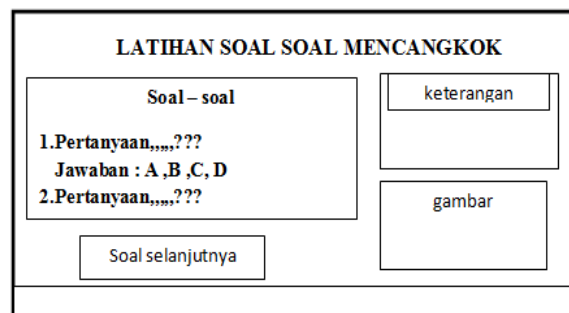 LATIHAN SOAL SOAL MENCANGKOK
Soal – soal
1.Pertanyaan,,,,,???
Jawaban : A ,B ,C, D
2.Pertanyaan,,,,,???
Soal selanjutnya
keterangan
gambar